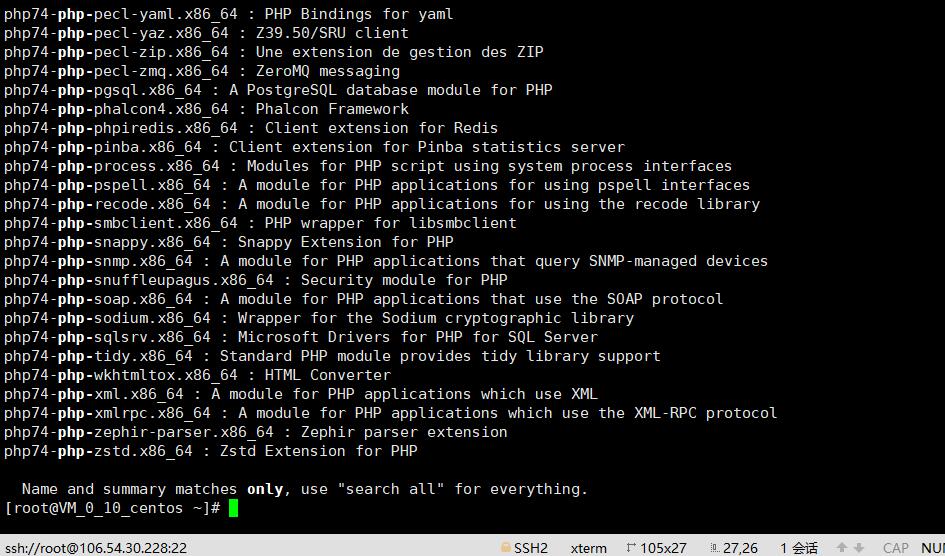 php74-php-pecl-yaml.x86_64 : PHP Bindings for yaml
php74-php-pecl-yaz.x86_64 : Z39.50/SRU client
php74-php-pecl-zip.x86_64 : Une extension de gestion des ZIP
php74-php-pecl-zmq.x86_64 : ZeroMQ messaging
php74-php-pgsql.x86_64 : A PostgreSQL database module for PHP
php74-php-phalcon4.x86_64 : Phalcon Framework
php74-php-phpiredis.x86_64 : Client extension for Redis
php74-php-pinba.x86_64 : Client extension for Pinba statistics server
php74-php-process.x86_64 : Modules for PHP script using system process interfaces
php74-php-pspell.x86_64 : A module for PHP applications for using pspell interfaces
php74-php-recode.x86_64 : A module for PHP applications for using the recode library
php74-php-smbclient.x86_64 : PHP wrapper for libsmbclient
php74-php-snappy.x86_64 : Snappy Extension for PHP
php74-php-snmp.x86_64 : A module for PHP applications that query SNMP-managed devices
php74-php-snuffleupagus.x86_64 : Security module for PHP
php74-php-soap.x86_64 : A module for PHP applications that use the SOAP protocol
php74-php-sodium.x86_64 : Wrapper for the Sodium cryptographic library
php74-php-sqlsrv.x86_64 : Microsoft Drivers for PHP for SQL Server
php74-php-tidy.x86_64 : Standard PHP module provides tidy library support
php74-php-wkhtmltox.x86_64 : HTML Converter
php74-php-xml.x86_64 : A module for PHP applications which use XML
php74-php-xmlrpc.x86_64 : A module for PHP applications which use the XML-RPC protocol
php74-php-zephir-parser.x86_64 : Zephir parser extension
php74-php-zstd.x86_64 : Zstd Extension for PHP
Name and summary matches only, use "search all" for everything.
[root@VM_0_10_centos ~]#
ssh://root@106.54.30.228:22 SSH2 xterm 105x27 27,26 1 会话 CAP NU